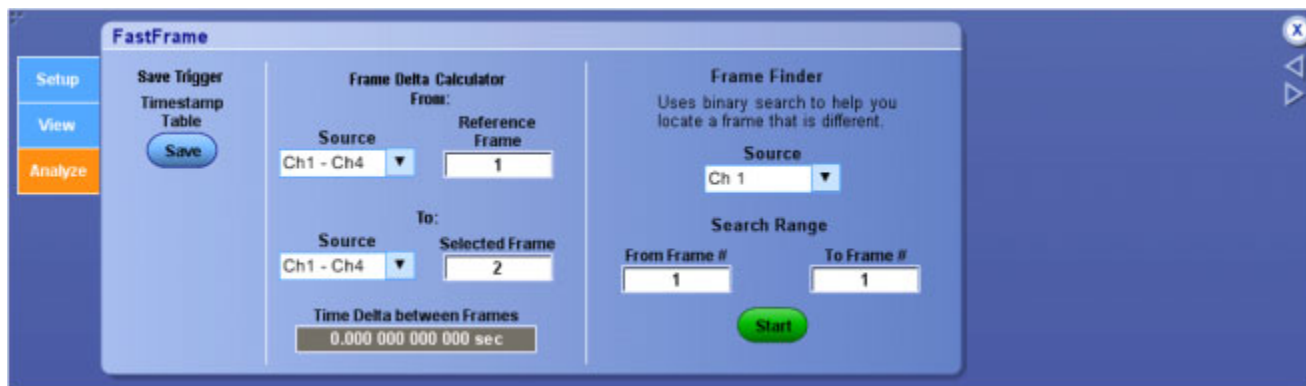 FastFrame
X
Setup
View
Analyze
Save Trigger
Timestamp
Table
Save
Frame Delta Calculator
From:
Source
Reference
Frame
Ch1 - Ch4
1
To:
Source
Selected Frame
Ch1 - Ch4
2
Time Delta between Frames
0.000 000 000 000 sec
Frame Finder
Uses binary search to help you
locate a frame that is different.
Source
Ch 1
Search Range
From Frame #
To Frame #
1
1
Start